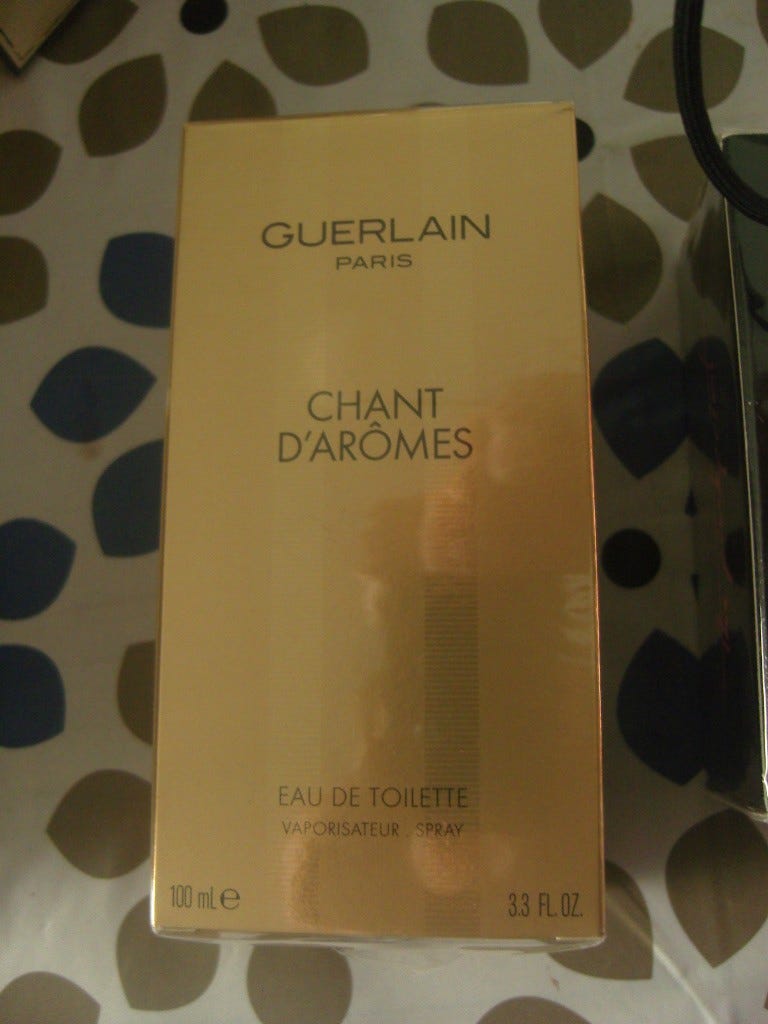 GUERLAIN
PARIS
CHANT
D'ARÔMES
EAU DE TOILETTE
VAPORISATEUR . SPRAY
100 mL ℮
3.3 FL. OZ.